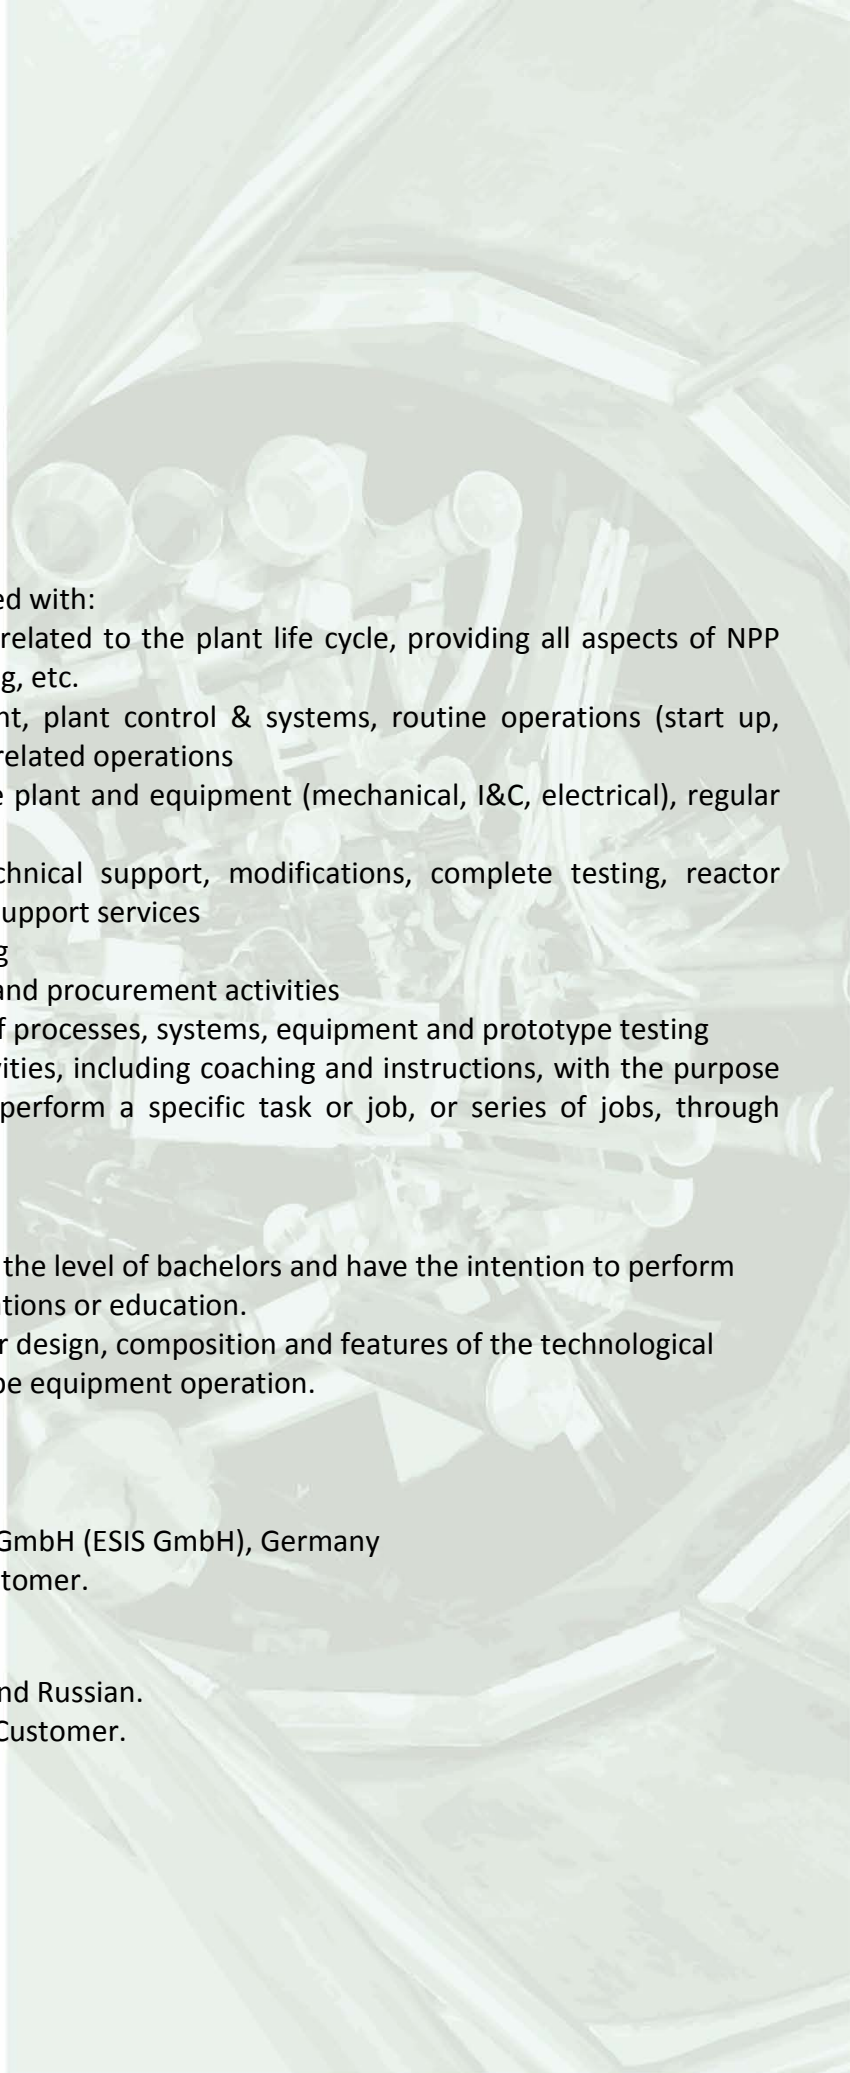 ed with:
related to the plant life cycle, providing all aspects of NPP
g, etc.
nt, plant control & systems, routine operations (start up,
related operations
e plant and equipment (mechanical, I&C, electrical), regular
chnical support, modifications, complete testing, reactor
upport services
g
and procurement activities
f processes, systems, equipment and prototype testing
vities, including coaching and instructions, with the purpose
perform a specific task or job, or series of jobs, through
the level of bachelors and have the intention to perform
ations or education.
r design, composition and features of the technological
pe equipment operation.
GmbH (ESIS GmbH), Germany
tomer.
nd Russian.
Customer.